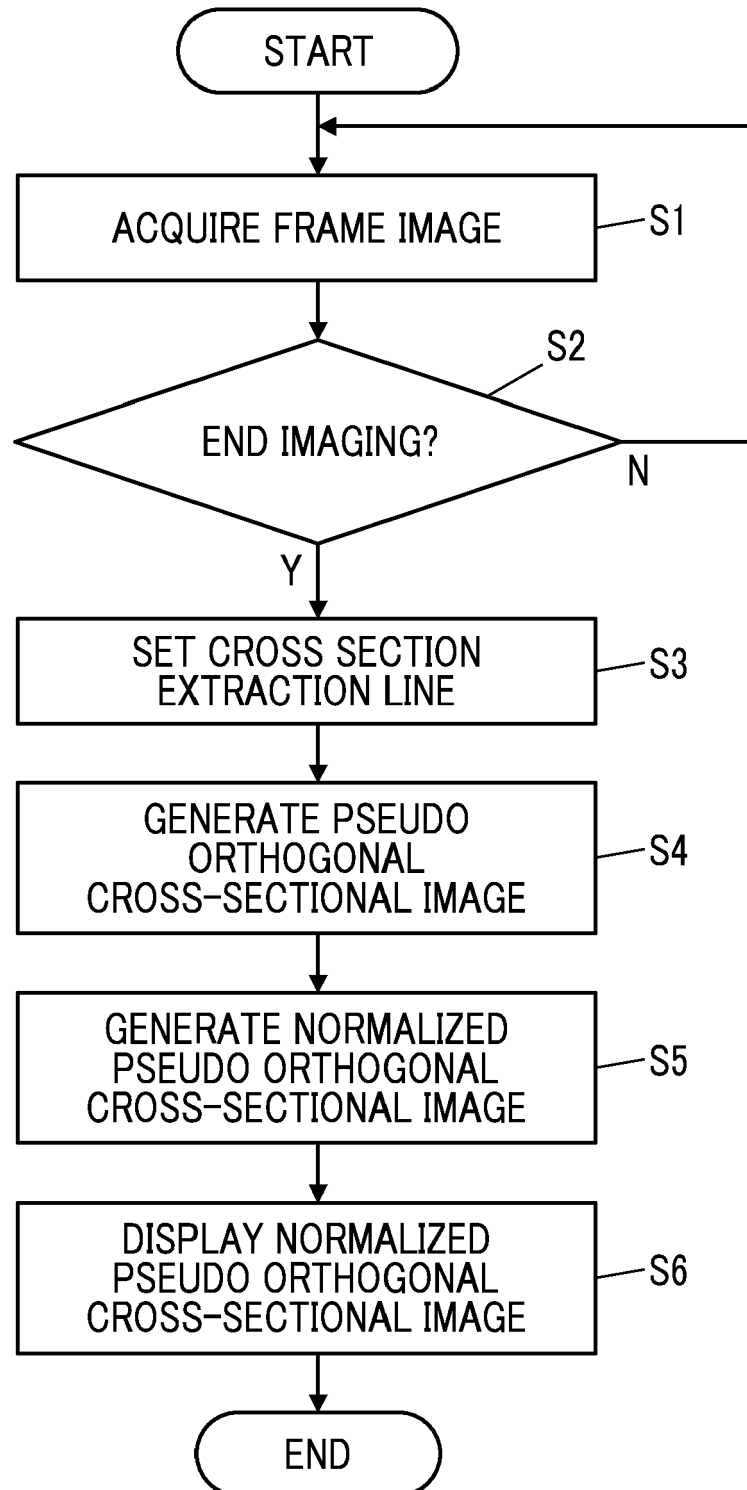 START
ACQUIRE FRAME IMAGE
S1
S2
END IMAGING?
N
Y
SET CROSS SECTION
EXTRACTION LINE
S3
GENERATE PSEUDO
ORTHOGONAL
CROSS-SECTIONAL IMAGE
S4
GENERATE NORMALIZED
PSEUDO ORTHOGONAL
CROSS-SECTIONAL IMAGE
S5
DISPLAY NORMALIZED
PSEUDO ORTHOGONAL
CROSS-SECTIONAL IMAGE
S6
END